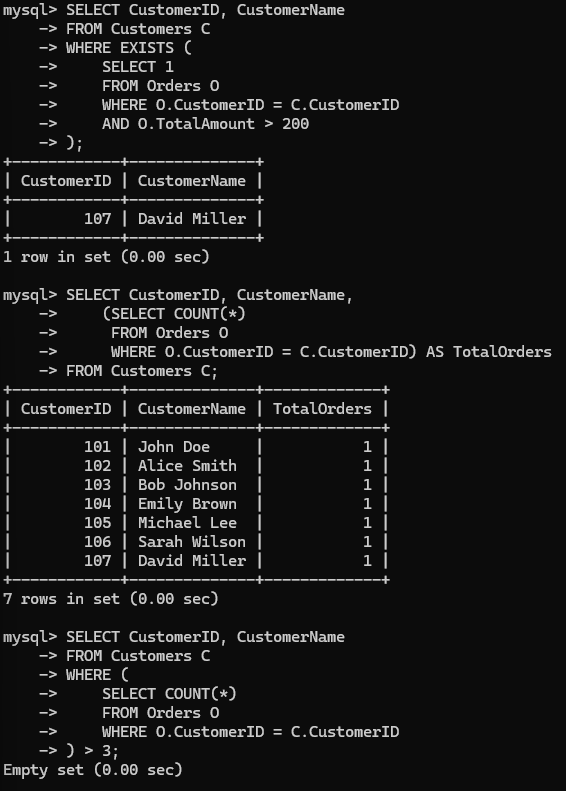 mysql> SELECT CustomerID, CustomerName
    -> FROM Customers C
    -> WHERE EXISTS (
    ->     SELECT 1
    ->     FROM Orders O
    ->     WHERE O.CustomerID = C.CustomerID
    ->     AND O.TotalAmount > 200
    -> );
+------------+--------------+
| CustomerID | CustomerName |
+------------+--------------+
|        107 | David Miller |
+------------+--------------+
1 row in set (0.00 sec)

mysql> SELECT CustomerID, CustomerName,
    ->     (SELECT COUNT(*)
    ->      FROM Orders O
    ->      WHERE O.CustomerID = C.CustomerID) AS TotalOrders
    -> FROM Customers C;
+------------+--------------+-------------+
| CustomerID | CustomerName | TotalOrders |
+------------+--------------+-------------+
|        101 | John Doe     |           1 |
|        102 | Alice Smith  |           1 |
|        103 | Bob Johnson  |           1 |
|        104 | Emily Brown  |           1 |
|        105 | Michael Lee  |           1 |
|        106 | Sarah Wilson |           1 |
|        107 | David Miller |           1 |
+------------+--------------+-------------+
7 rows in set (0.00 sec)

mysql> SELECT CustomerID, CustomerName
    -> FROM Customers C
    -> WHERE (
    ->     SELECT COUNT(*)
    ->     FROM Orders O
    ->     WHERE O.CustomerID = C.CustomerID
    -> ) > 3;
Empty set (0.00 sec)